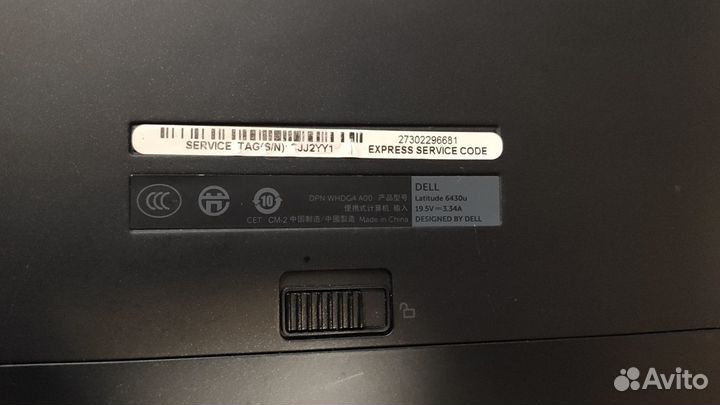 27302296681
SERVICE TAG(S/N): JJ2YY1
EXPRESS SERVICE CODE
DPN WHDG4 A00 产品型号
便携式计算机 输入
CET CM-2 中国制造/中國製造 Made in China
10
DELL
Latitude 6430u
19.5V⎓3.34A
DESIGNED BY DELL
Avito